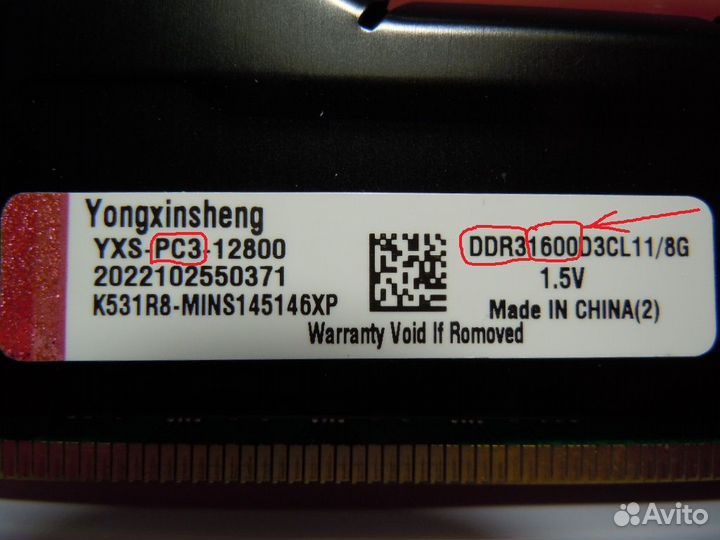 Yongxinsheng
YXS-PC3-12800
2022102550371
K531R8-MINS145146XP
DDR31600D3CL11/8G
1.5V
Made IN CHINA(2)
Warranty Void If Romoved
Avito